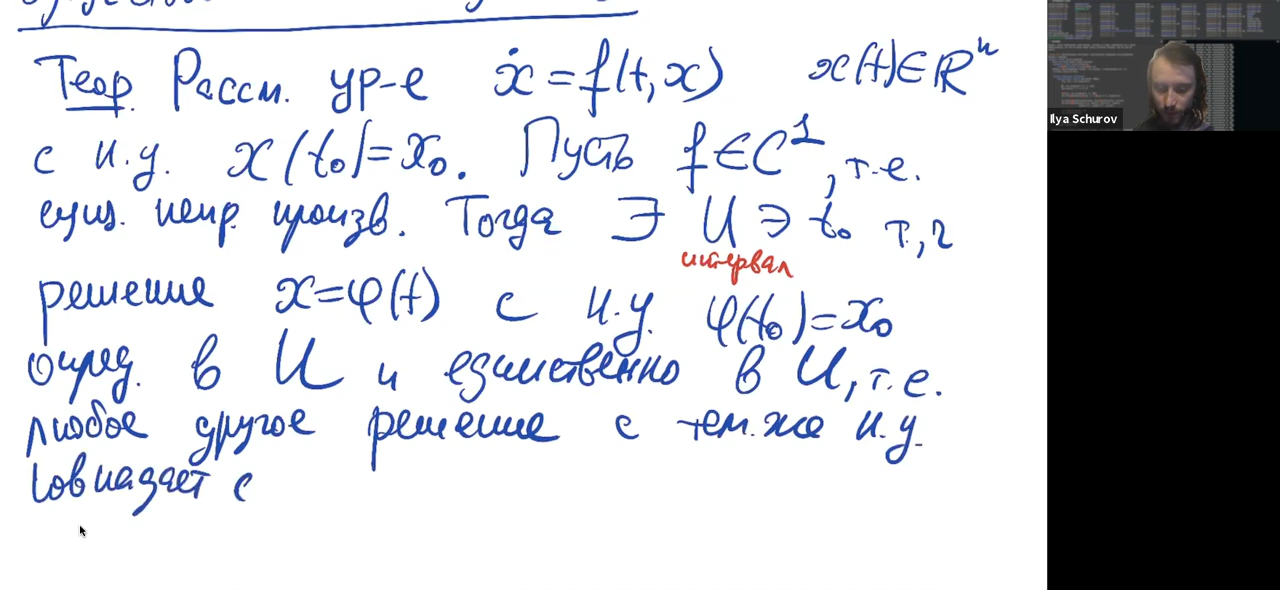 Теор. Рассм. ур-е ẋ = f(t, x) x(t) ∈ ℝⁿ
с н.у. x(t₀) = x₀. Пусть f ∈ C¹, т.е.
сущ. непр. произв. Тогда ∃ U ∋ t₀ т.,ч
интервал
решение x = φ(t) с н.у. φ(t₀) = x₀
опред. в U и единственно в U, т.е.
любое другое решение с тем.же н.у.
совпадает с
Ilya Schurov